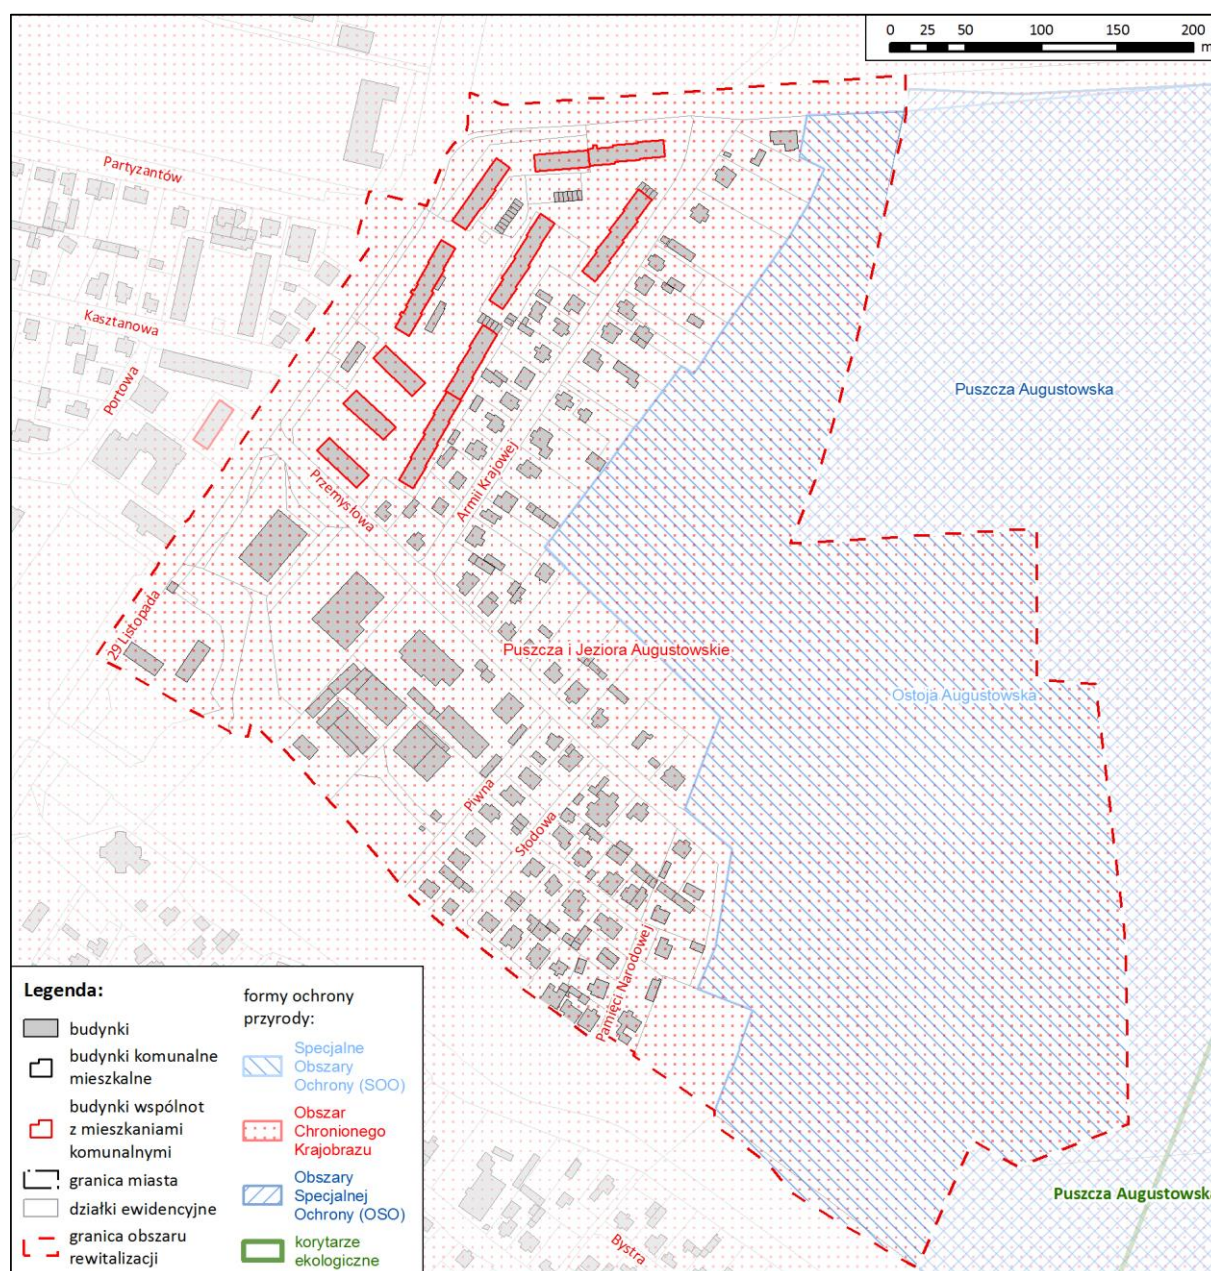 0 25 50 100 150 200
m
Partyzantów
Kasztanowa
Portowa
Puszcza Augustowska
Armii Krajowej
Przemysłowa
29 Listopada
Puszcza i Jeziora Augustowskie
Ostoja Augustowska
Piwna
Słodowa
Pamięci Narodowej
Puszcza Augustowska
Bystra
Legenda:
budynki
budynki komunalne
mieszkalne
budynki wspólnot
z mieszkaniami
komunalnymi
granica miasta
działki ewidencyjne
granica obszaru
rewitalizacji
formy ochrony
przyrody:
Specjalne
Obszary
Ochrony (SOO)
Obszar
Chronionego
Krajobrazu
Obszary
Specjalnej
Ochrony (OSO)
korytarze
ekologiczne